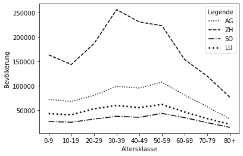 Legende
AG
ZH
SO
LU
250000
200000
150000
100000
50000
Bevölkerung
0-9 10-19 20-29 30-39 40-49 50-59 60-69 70-79 80+
Altersklasse